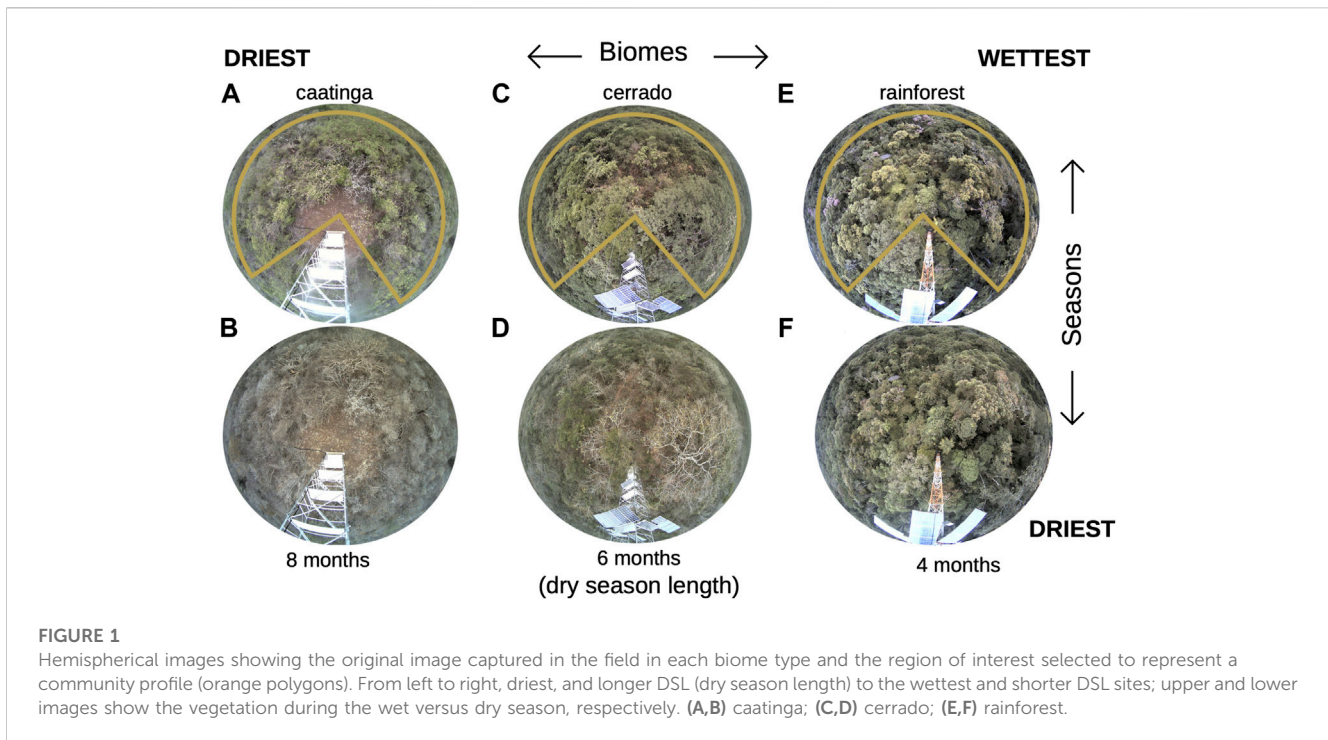 DRIEST
Biomes
WETTEST
A
caatinga
C
cerrado
E
rainforest
Seasons
B
D
F
DRIEST
8 months
6 months
(dry season length)
4 months
FIGURE 1
Hemispherical images showing the original image captured in the field in each biome type and the region of interest selected to represent a
community profile (orange polygons). From left to right, driest, and longer DSL (dry season length) to the wettest and shorter DSL sites; upper and lower
images show the vegetation during the wet versus dry season, respectively. (A,B) caatinga; (C,D) cerrado; (E,F) rainforest.